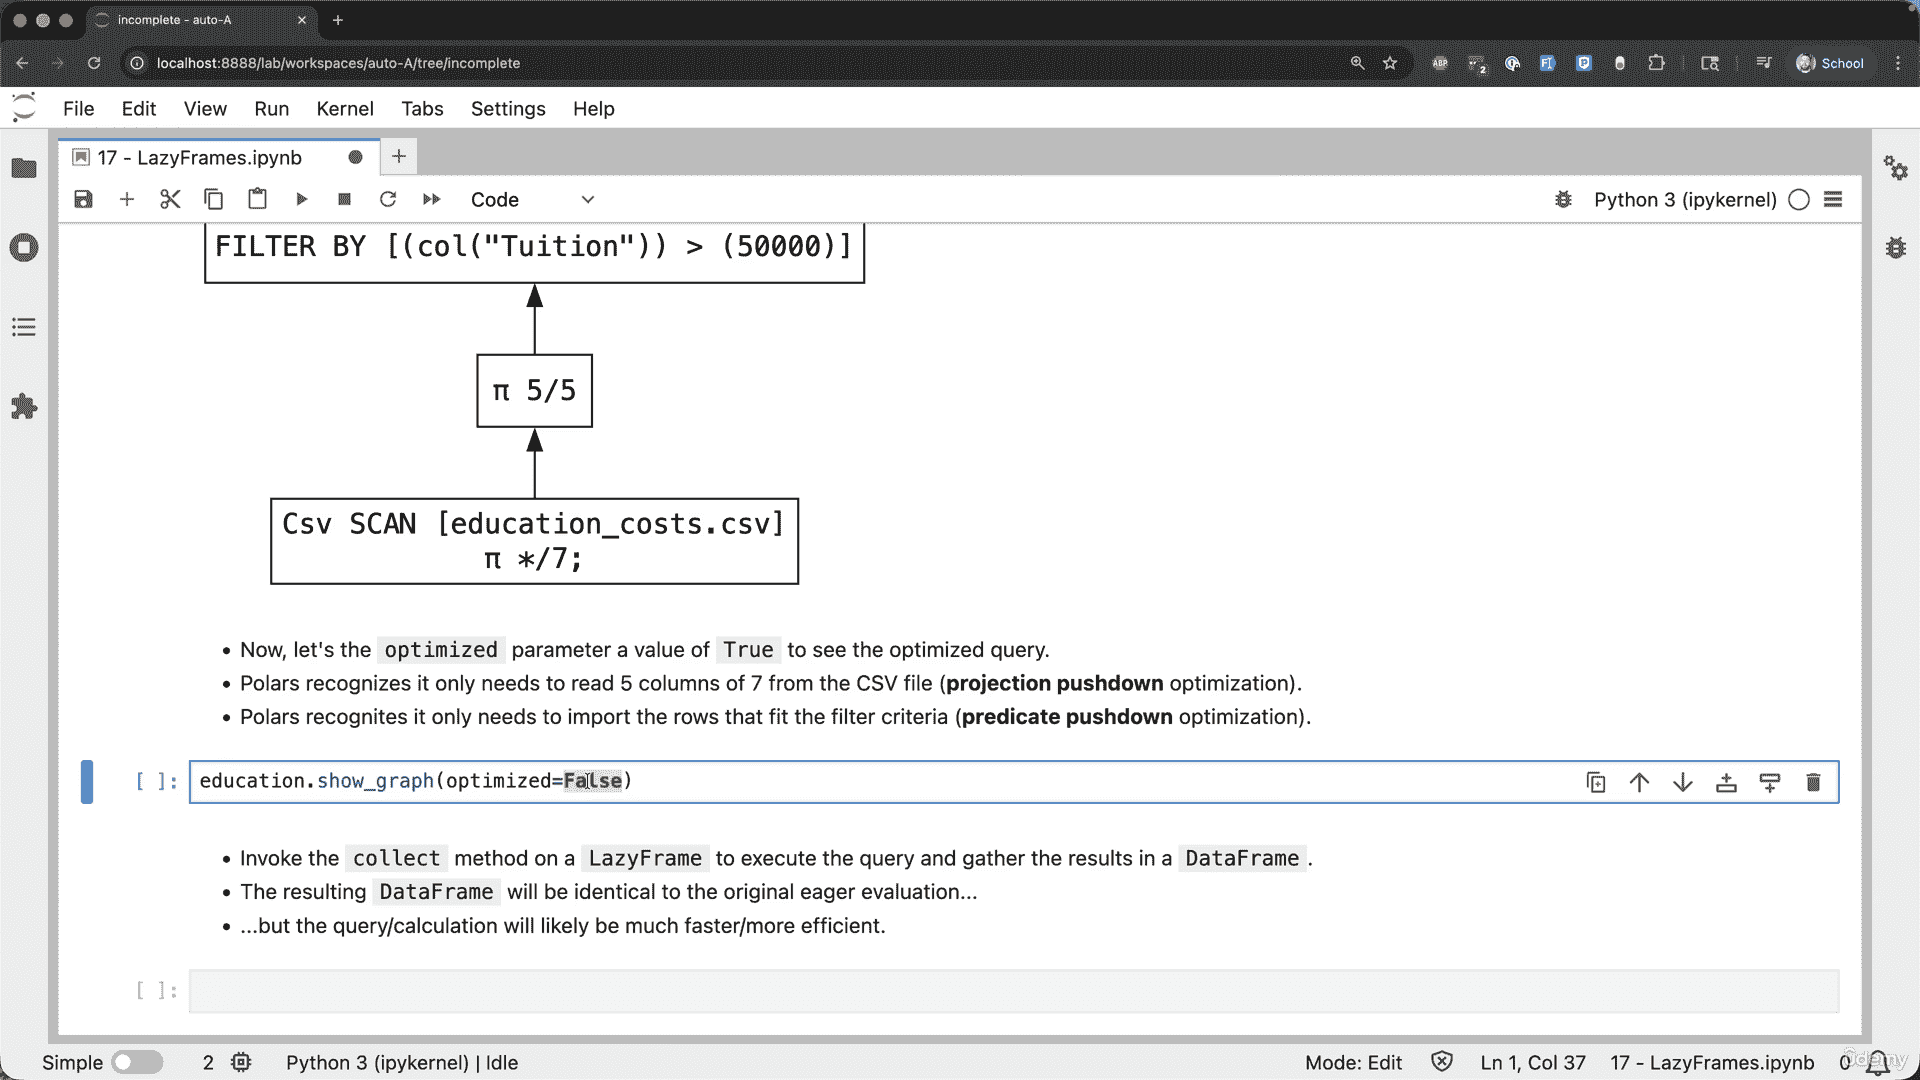 incomplete - auto-A
localhost:8888/lab/workspaces/auto-A/tree/incomplete
ABP
2
School
File Edit View Run Kernel Tabs Settings Help
17 - LazyFrames.ipynb
Code
Python 3 (ipykernel)
FILTER BY [(col("Tuition")) > (50000)]
π 5/5
Csv SCAN [education_costs.csv]
π */7;
• Now, let's the optimized parameter a value of True to see the optimized query.
• Polars recognizes it only needs to read 5 columns of 7 from the CSV file (projection pushdown optimization).
• Polars recognites it only needs to import the rows that fit the filter criteria (predicate pushdown optimization).
[ ]: education.show_graph(optimized=False)
• Invoke the collect method on a LazyFrame to execute the query and gather the results in a DataFrame.
• The resulting DataFrame will be identical to the original eager evaluation...
• ...but the query/calculation will likely be much faster/more efficient.
[ ]:
Simple 2 Python 3 (ipykernel) | Idle Mode: Edit Ln 1, Col 37 17 - LazyFrames.ipynb 0
udemy